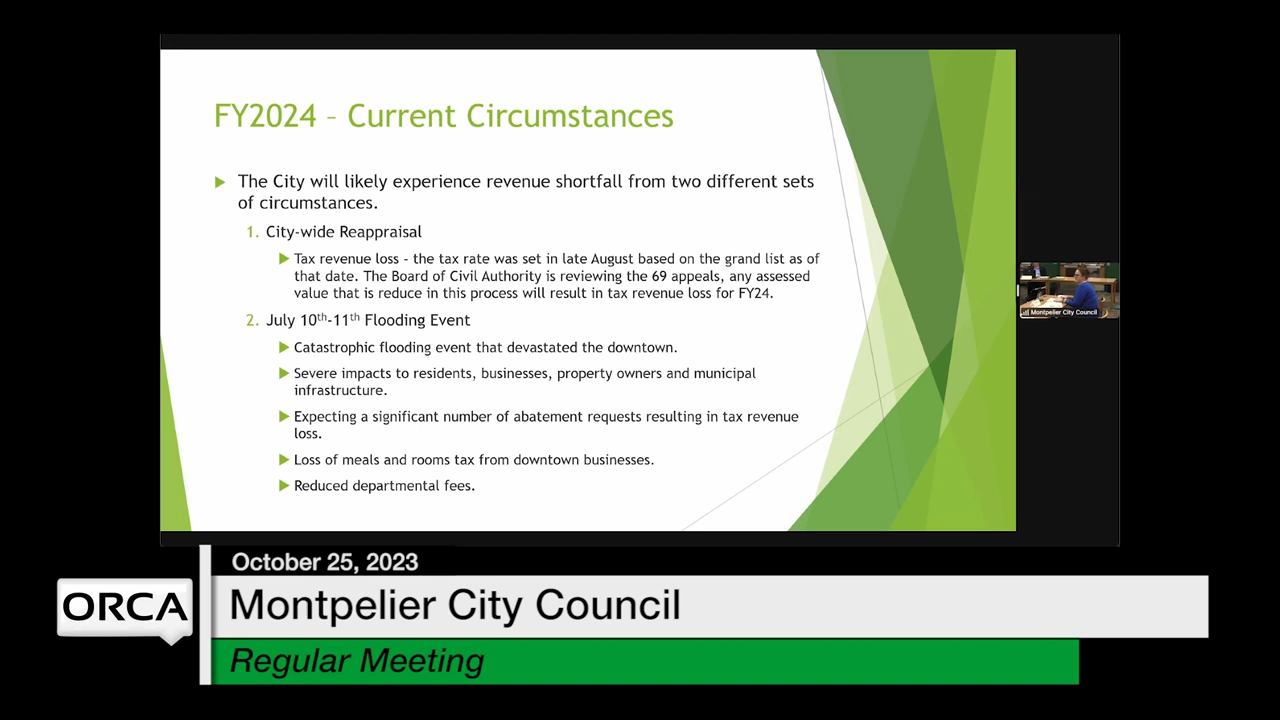 FY2024 – Current Circumstances
The City will likely experience revenue shortfall from two different sets
of circumstances.
1. City-wide Reappraisal
Tax revenue loss – the tax rate was set in late August based on the grand list as of
that date. The Board of Civil Authority is reviewing the 69 appeals, any assessed
value that is reduce in this process will result in tax revenue loss for FY24.
2. July 10th-11th Flooding Event
Catastrophic flooding event that devastated the downtown.
Severe impacts to residents, businesses, property owners and municipal
infrastructure.
Expecting a significant number of abatement requests resulting in tax revenue
loss.
Loss of meals and rooms tax from downtown businesses.
Reduced departmental fees.
Montpelier City Council
October 25, 2023
ORCA
Montpelier City Council
Regular Meeting